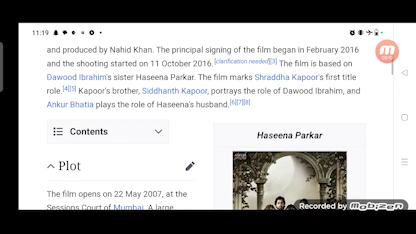 11:19
and produced by Nahid Khan. The principal signing of the film began in February 2016
and the shooting started on 11 October 2016.[clarification needed][3] The film is based on
Dawood Ibrahim's sister Haseena Parkar. The film marks Shraddha Kapoor's first title
role.[4][5] Kapoor's brother, Siddhanth Kapoor, portrays the role of Dawood Ibrahim, and
Ankur Bhatia plays the role of Haseena's husband.[6][7][8]
Contents
Haseena Parkar
Plot
The film opens on 22 May 2007, at the
Sessions Court of Mumbai. A large
Recorded by MOBIZEN